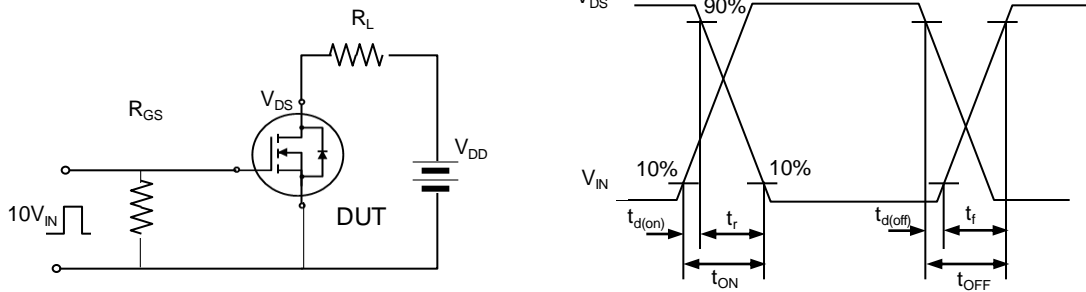 R_L
R_GS
V_DS
V_DD
10V_IN
DUT
V_DS
90%
V_IN
10%
10%
t_d(on)
t_r
t_d(off)
t_f
t_ON
t_OFF